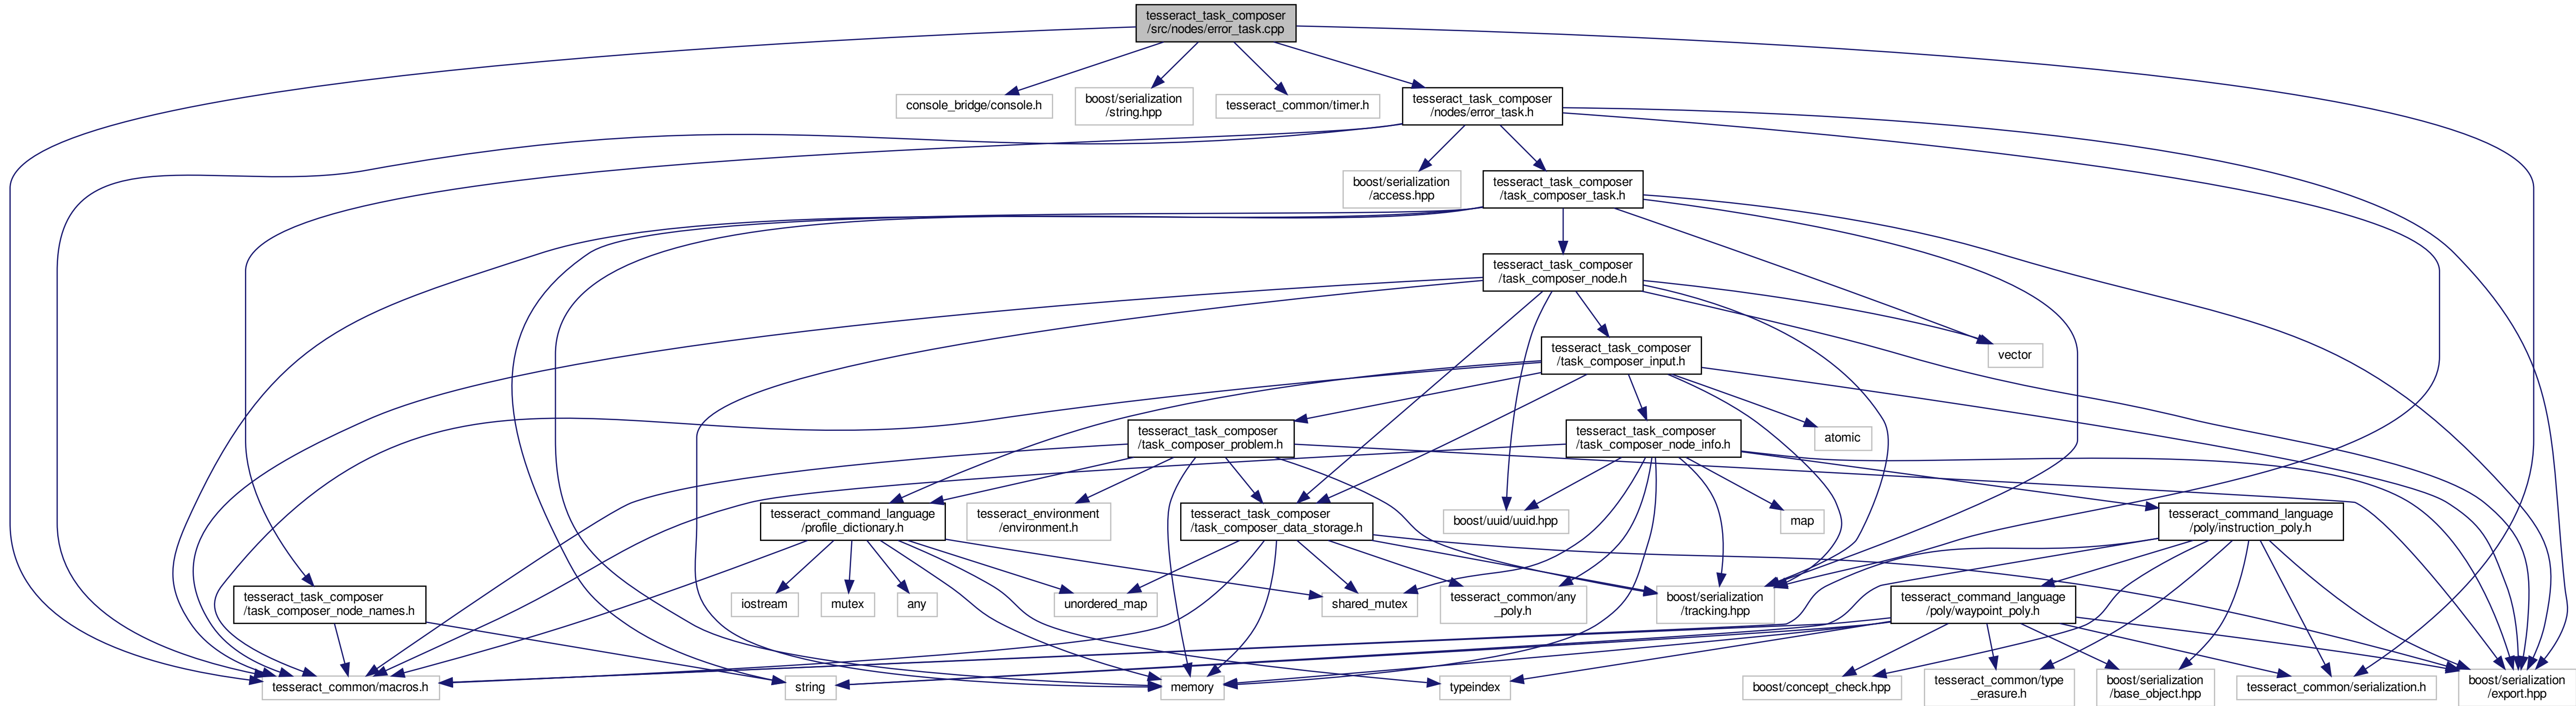 tesseract_task_composer
/src/nodes/error_task.cpp
console_bridge/console.h
boost/serialization
/string.hpp
tesseract_common/timer.h
tesseract_task_composer
/nodes/error_task.h
boost/serialization
/access.hpp
tesseract_task_composer
/task_composer_task.h
tesseract_task_composer
/task_composer_node.h
tesseract_task_composer
/task_composer_input.h
vector
tesseract_task_composer
/task_composer_problem.h
tesseract_task_composer
/task_composer_node_info.h
atomic
tesseract_command_language
/profile_dictionary.h
tesseract_environment
/environment.h
tesseract_task_composer
/task_composer_data_storage.h
boost/uuid/uuid.hpp
map
tesseract_command_language
/poly/instruction_poly.h
tesseract_task_composer
/task_composer_node_names.h
iostream
mutex
any
unordered_map
shared_mutex
tesseract_common/any
_poly.h
boost/serialization
/tracking.hpp
tesseract_command_language
/poly/waypoint_poly.h
tesseract_common/macros.h
string
memory
typeindex
boost/concept_check.hpp
tesseract_common/type
_erasure.h
boost/serialization
/base_object.hpp
tesseract_common/serialization.h
boost/serialization
/export.hpp